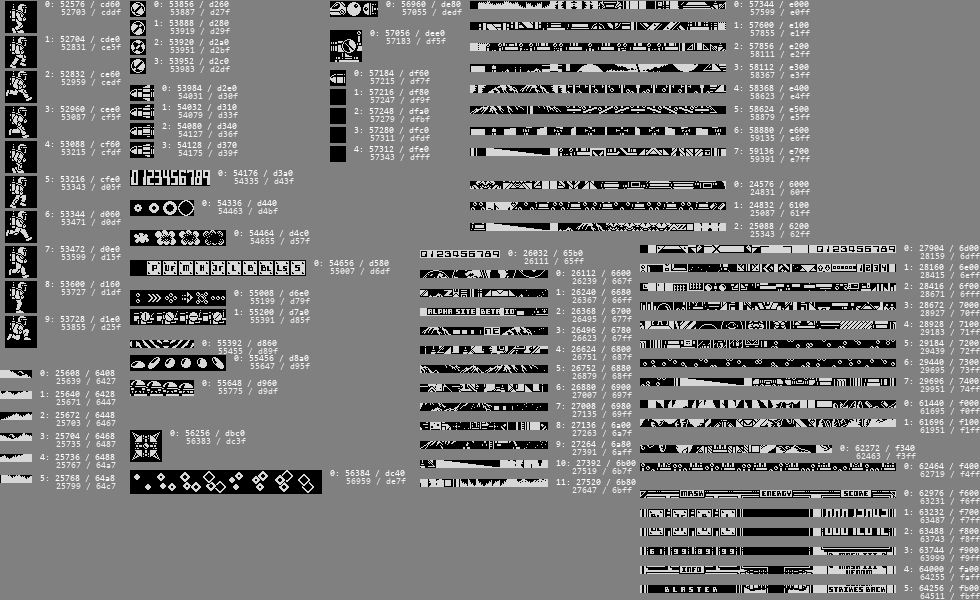 0: 52576 / cd60
52703 / cddf
1: 52704 / cde0
52831 / ce5f
2: 52832 / ce60
52959 / cedf
3: 52960 / cee0
53087 / cf5f
4: 53088 / cf60
53215 / cfdf
5: 53216 / cfe0
53343 / d05f
6: 53344 / d060
53471 / d0df
7: 53472 / d0e0
53599 / d15f
8: 53600 / d160
53727 / d1df
9: 53728 / d1e0
53855 / d25f
0: 25608 / 6408
25639 / 6427
1: 25640 / 6428
25671 / 6447
2: 25672 / 6448
25703 / 6467
3: 25704 / 6468
25735 / 6487
4: 25736 / 6488
25767 / 64a7
5: 25768 / 64a8
25799 / 64c7
0: 53856 / d260
53887 / d27f
1: 53888 / d280
53919 / d29f
2: 53920 / d2a0
53951 / d2bf
3: 53952 / d2c0
53983 / d2df
0: 53984 / d2e0
54031 / d30f
1: 54032 / d310
54079 / d33f
2: 54080 / d340
54127 / d36f
3: 54128 / d370
54175 / d39f
0123456789
0: 54176 / d3a0
54335 / d43f
0: 54336 / d440
54463 / d4bf
0: 54464 / d4c0
54655 / d57f
0: 54656 / d580
55007 / d6df
0: 55008 / d6e0
55199 / d79f
1: 55200 / d7a0
55391 / d85f
0: 55392 / d860
55455 / d89f
0: 55456 / d8a0
55647 / d95f
0: 55648 / d960
55775 / d9df
0: 56256 / dbc0
56383 / dc3f
0: 56384 / dc40
56959 / de7f
0: 56960 / de80
57055 / dedf
0: 57056 / dee0
57183 / df5f
0: 57184 / df60
57215 / df7f
1: 57216 / df80
57247 / df9f
2: 57248 / dfa0
57279 / dfbf
3: 57280 / dfc0
57311 / dfdf
4: 57312 / dfe0
57343 / dfff
0: 57344 / e000
57599 / e0ff
1: 57600 / e100
57855 / e1ff
2: 57856 / e200
58111 / e2ff
3: 58112 / e300
58367 / e3ff
4: 58368 / e400
58623 / e4ff
5: 58624 / e500
58879 / e5ff
6: 58880 / e600
59135 / e6ff
7: 59136 / e700
59391 / e7ff
0: 24576 / 6000
24831 / 60ff
1: 24832 / 6100
25087 / 61ff
2: 25088 / 6200
25343 / 62ff
0123456789
0: 26032 / 65b0
26111 / 65ff
0: 26112 / 6600
26239 / 667f
1: 26240 / 6680
26367 / 66ff
ALPHA SITE BETA IO
2: 26368 / 6700
26495 / 677f
3: 26496 / 6780
26623 / 67ff
4: 26624 / 6800
26751 / 687f
5: 26752 / 6880
26879 / 68ff
6: 26880 / 6900
27007 / 697f
7: 27008 / 6980
27135 / 69ff
8: 27136 / 6a00
27263 / 6a7f
9: 27264 / 6a80
27391 / 6aff
10: 27392 / 6b00
27519 / 6b7f
11: 27520 / 6b80
27647 / 6bff
0123456789
0: 27904 / 6d00
28159 / 6dff
1: 28160 / 6e00
28415 / 6eff
2: 28416 / 6f00
28671 / 6fff
3: 28672 / 7000
28927 / 70ff
4: 28928 / 7100
29183 / 71ff
5: 29184 / 7200
29439 / 72ff
6: 29440 / 7300
29695 / 73ff
7: 29696 / 7400
29951 / 74ff
0: 61440 / f000
61695 / f0ff
1: 61696 / f100
61951 / f1ff
0: 62272 / f340
62463 / f3ff
0: 62464 / f400
62719 / f4ff
MASK ENERGY SCORE
0: 62976 / f600
63231 / f6ff
1: 63232 / f700
63487 / f7ff
2: 63488 / f800
63743 / f8ff
3: 63744 / f900
63999 / f9ff
INFO
4: 64000 / fa00
64255 / faff
BLASTER STRIKES BACK
5: 64256 / fb00
64511 / fbff